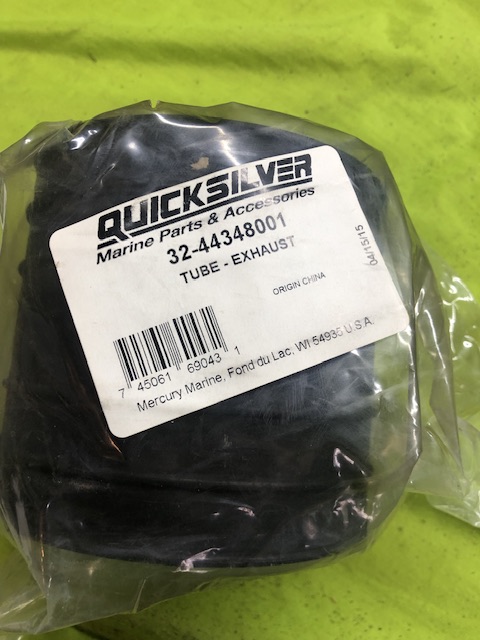 QUICKSILVER
Marine Parts & Accessories
32-44348001
TUBE - EXHAUST
ORIGIN CHINA
04/15/15
7 45061 69043 1
Mercury Marine, Fond du Lac, WI 54935 U.S.A.